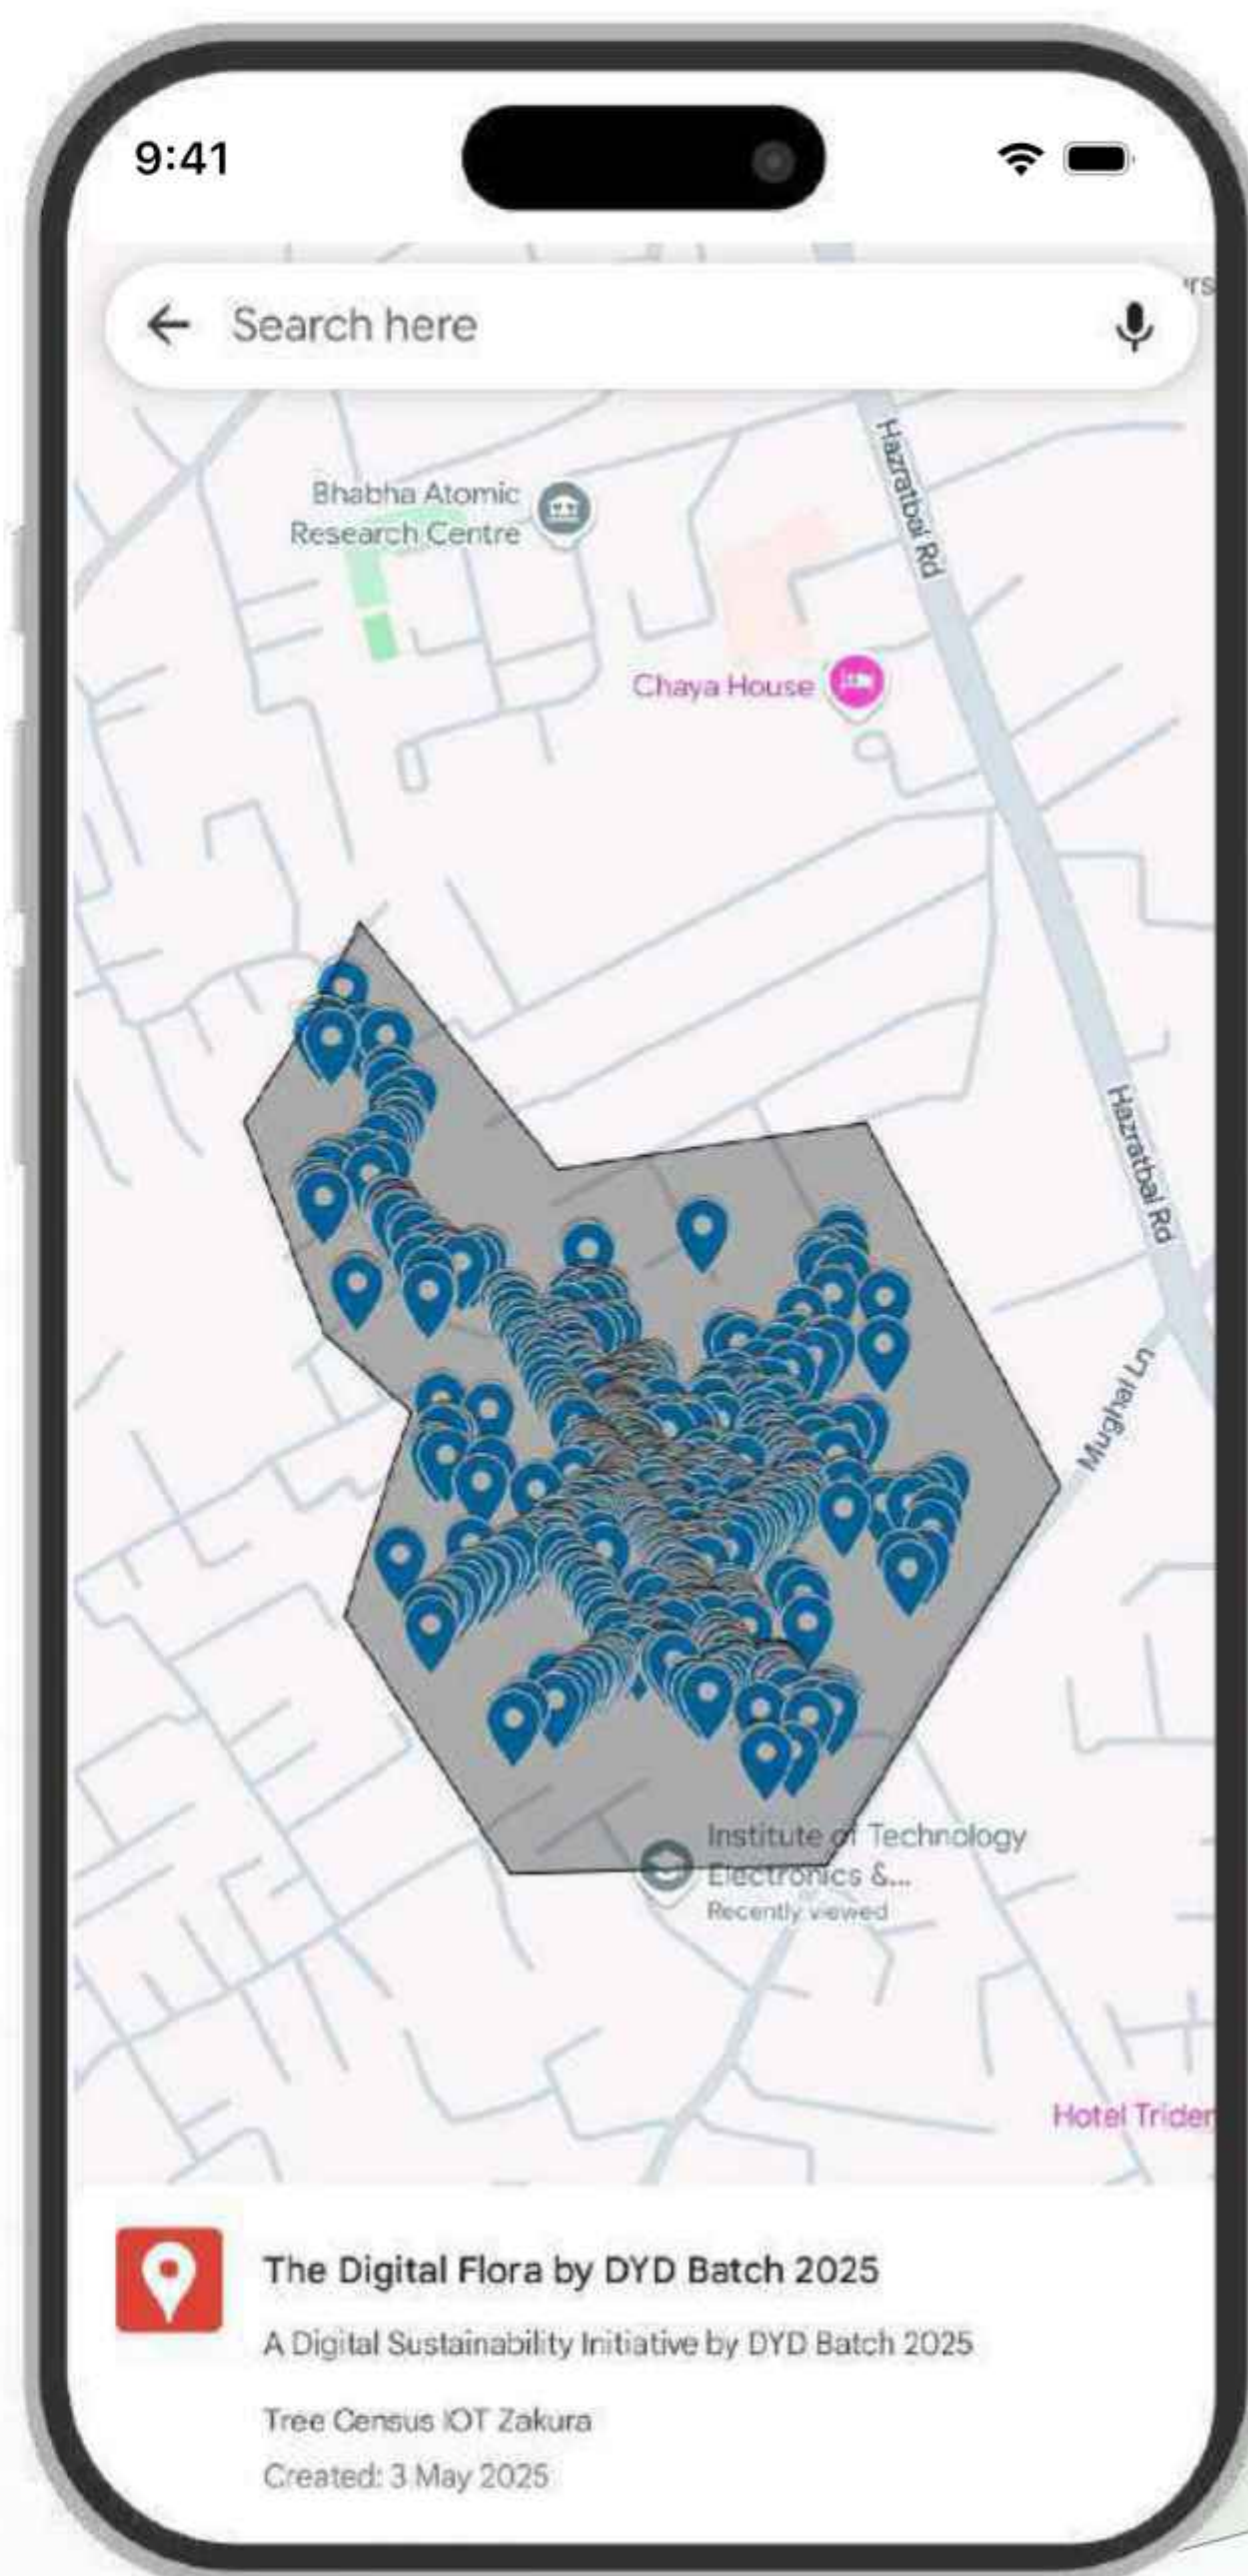 9:41
Search here
Bhabha Atomic
Research Centre
Hazratbal Rd
Chaya House
Hazratbal Rd
Mughal Ln
Institute of Technology
Electronics &...
Recently viewed
Hotel Trider
The Digital Flora by DYD Batch 2025
A Digital Sustainability Initiative by DYD Batch 2025
Tree Census IOT Zakura
Created: 3 May 2025